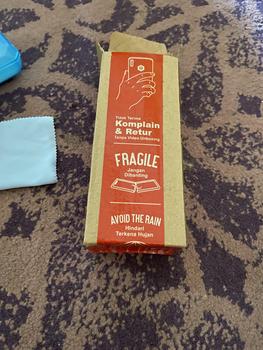 Tidak Terima
Komplain
& Retur
Tanpa Video Unboxing
FRAGILE
Jangan
Dibanting
AVOID THE RAIN
Hindari
Terkena Hujan